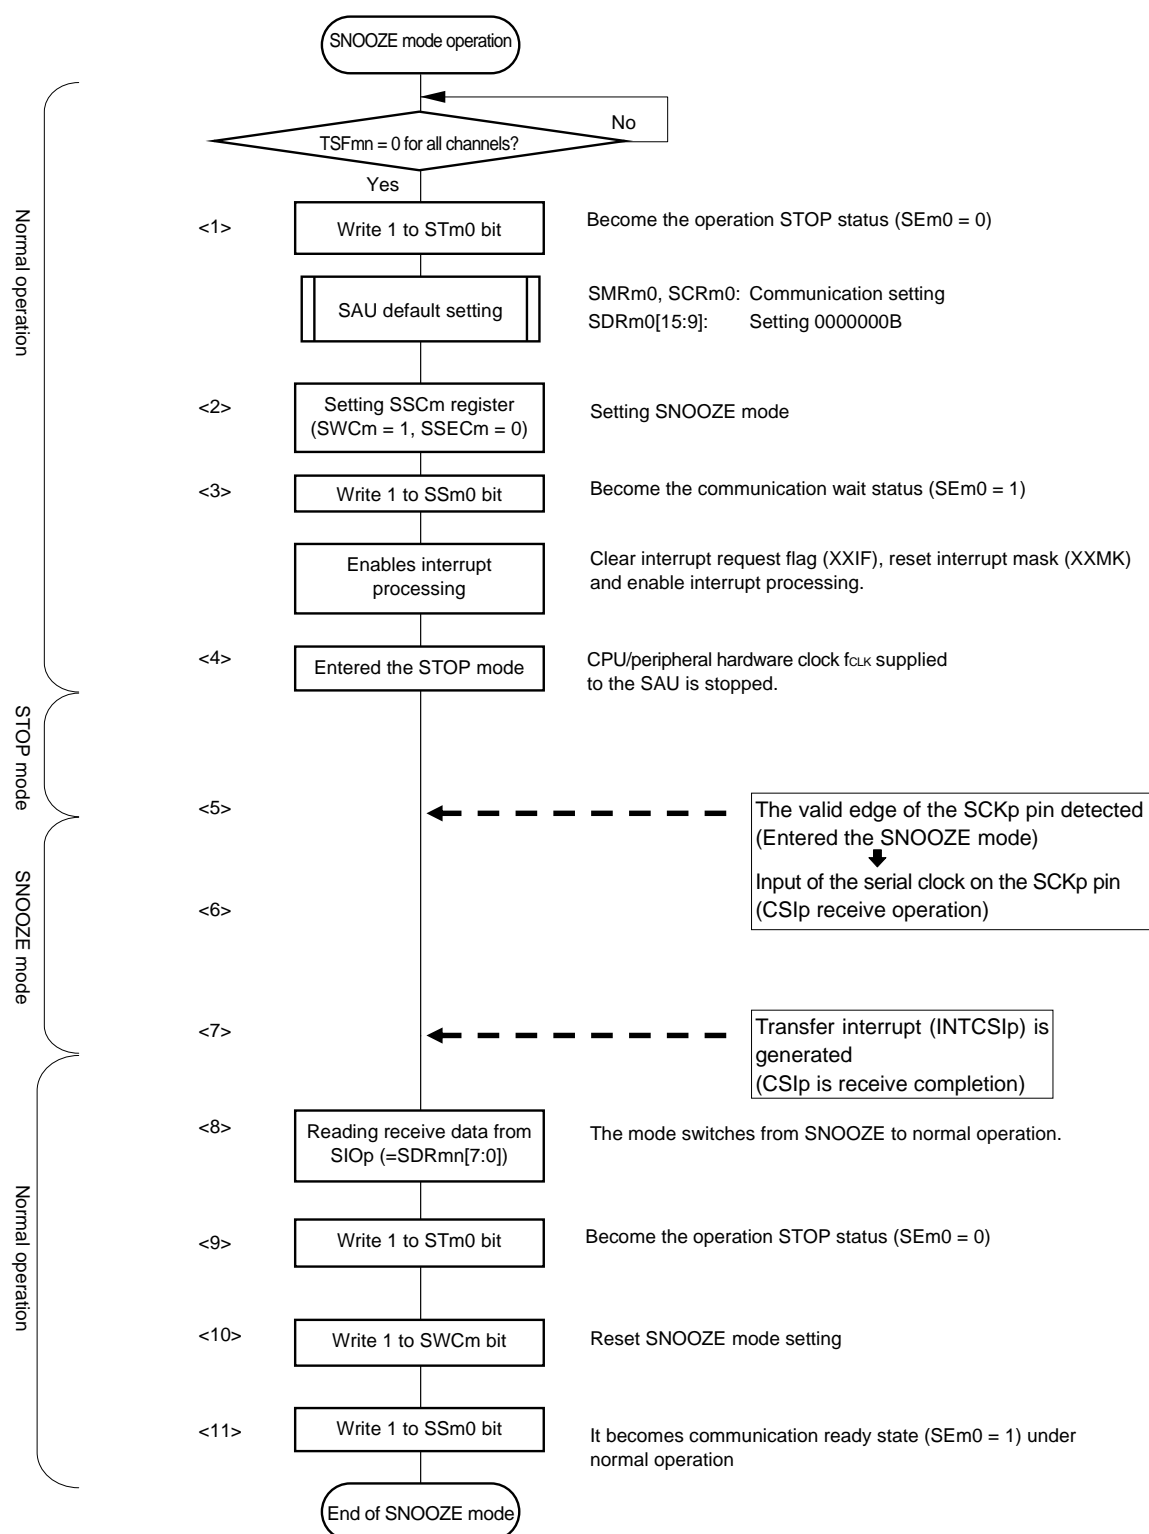 SNOOZE mode operation
No
TSFmn = 0 for all channels?
Yes
<1>
Write 1 to STm0 bit
Become the operation STOP status (SEm0 = 0)
SAU default setting
SMRm0, SCRm0: Communication setting
SDRm0[15:9]: Setting 0000000B
Normal operation
<2>
Setting SSCm register
(SWCm = 1, SSECm = 0)
Setting SNOOZE mode
<3>
Write 1 to SSm0 bit
Become the communication wait status (SEm0 = 1)
Enables interrupt
processing
Clear interrupt request flag (XXIF), reset interrupt mask (XXMK)
and enable interrupt processing.
<4>
Entered the STOP mode
CPU/peripheral hardware clock fCLK supplied
to the SAU is stopped.
STOP mode
<5>
The valid edge of the SCKp pin detected
(Entered the SNOOZE mode)
Input of the serial clock on the SCKp pin
(CSIp receive operation)
<6>
SNOOZE mode
<7>
Transfer interrupt (INTCSIp) is
generated
(CSIp is receive completion)
<8>
Reading receive data from
SIOp (=SDRmn[7:0])
The mode switches from SNOOZE to normal operation.
Normal operation
<9>
Write 1 to STm0 bit
Become the operation STOP status (SEm0 = 0)
<10>
Write 1 to SWCm bit
Reset SNOOZE mode setting
<11>
Write 1 to SSm0 bit
It becomes communication ready state (SEm0 = 1) under
normal operation
End of SNOOZE mode